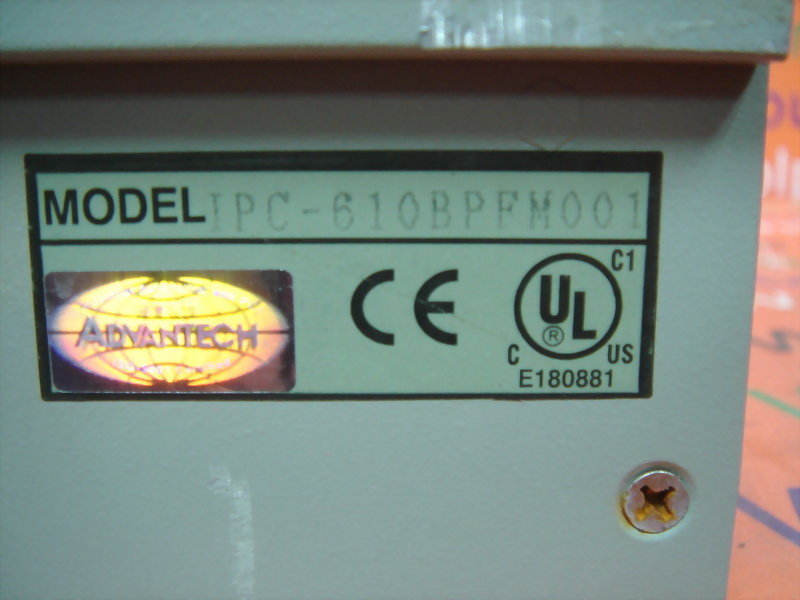 MODEL IPC-610BPFM001
ADVANTECH
CE
C1
UL
®
C US
E180881